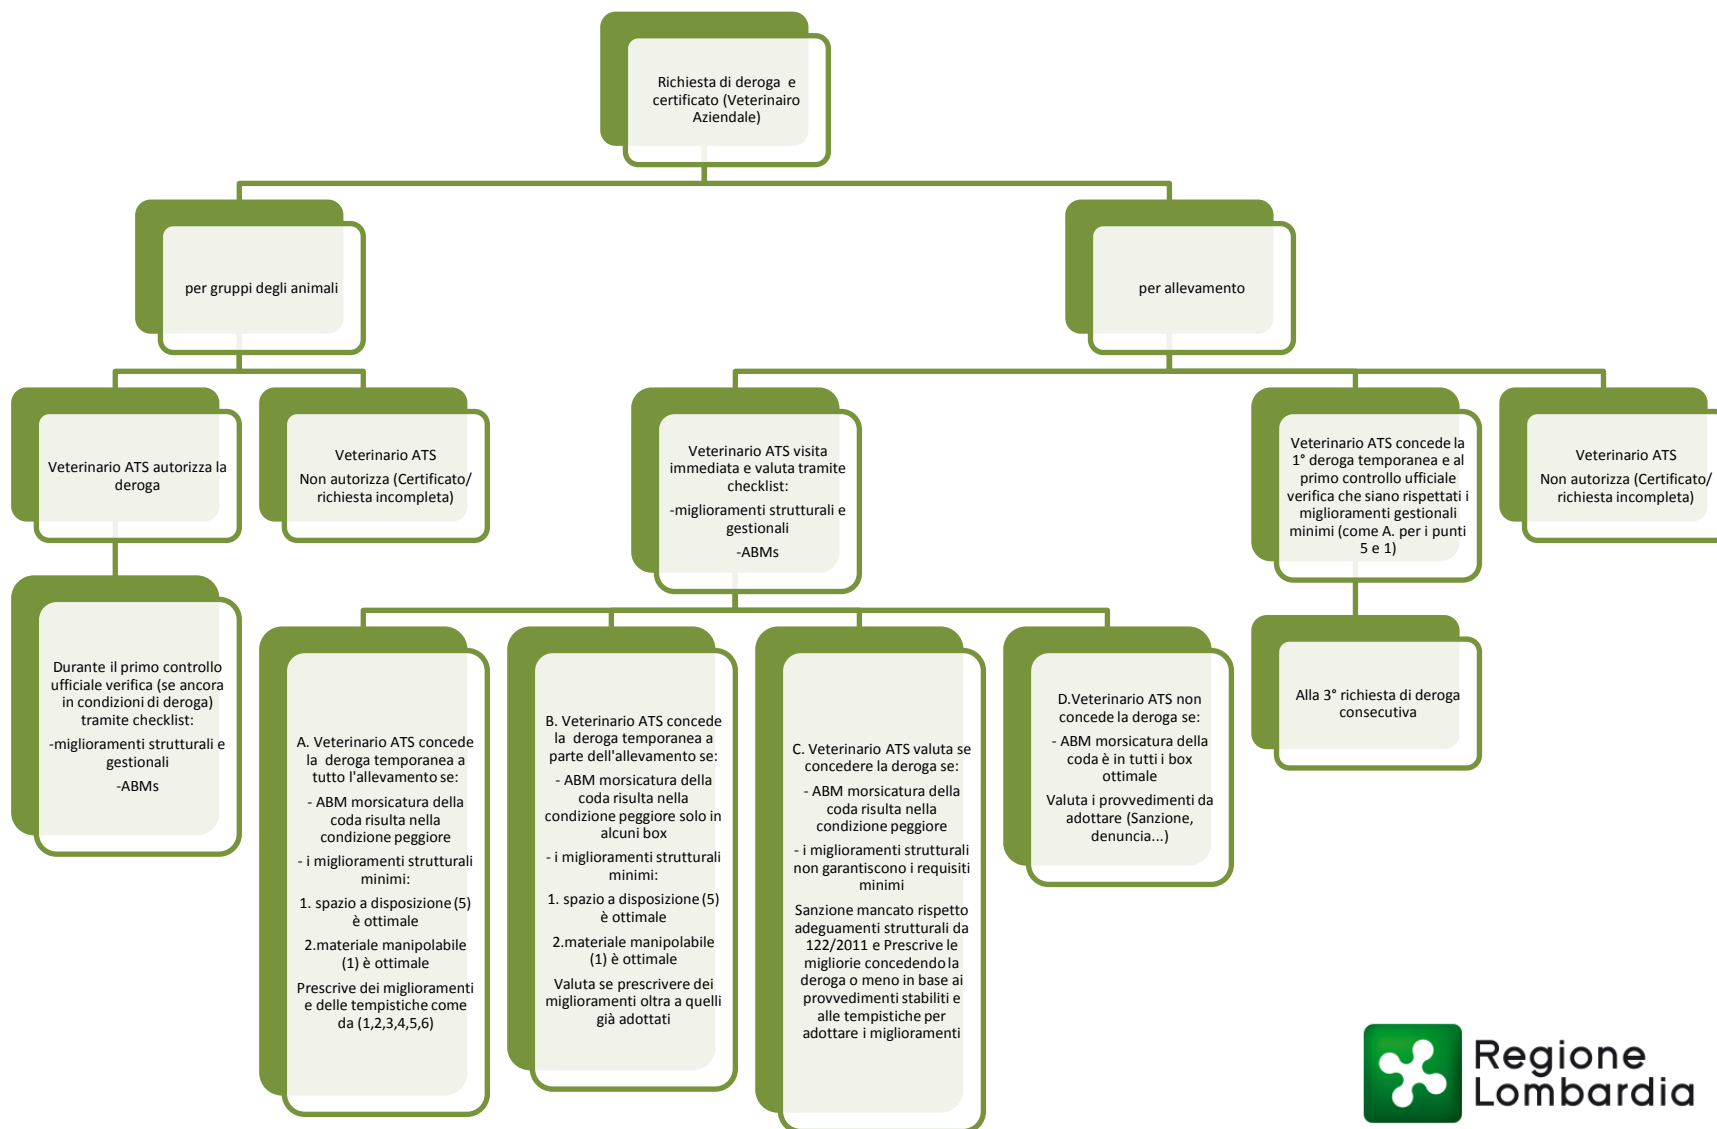 Richiesta di deroga e
certificato (Veterinairo
Aziendale)
per gruppi degli animali
per allevamento
Veterinario ATS autorizza la
deroga
Veterinario ATS
Non autorizza (Certificato/
richiesta incompleta)
Veterinario ATS visita
immediata e valuta tramite
checklist:
-miglioramenti strutturali e
gestionali
-ABMs
Veterinario ATS concede la
1° deroga temporanea e al
primo controllo ufficiale
verifica che siano rispettati i
miglioramenti gestionali
minimi (come A. per i punti
5 e 1)
Veterinario ATS
Non autorizza (Certificato/
richiesta incompleta)
Durante il primo controllo
ufficiale verifica (se ancora
in condizioni di deroga)
tramite checklist:
-miglioramenti strutturali e
gestionali
-ABMs
A. Veterinario ATS concede
la deroga temporanea a
tutto l'allevamento se:
- ABM morsicatura della
coda risulta nella
condizione peggiore
- i miglioramenti strutturali
minimi:
1. spazio a disposizione (5)
è ottimale
2.materiale manipolabile
(1) è ottimale
Prescrive dei miglioramenti
e delle tempistiche come
da (1,2,3,4,5,6)
B. Veterinario ATS concede
la deroga temporanea a
parte dell'allevamento se:
- ABM morsicatura della
coda risulta nella
condizione peggiore solo in
alcuni box
- i miglioramenti strutturali
minimi:
1. spazio a disposizione (5)
è ottimale
2.materiale manipolabile
(1) è ottimale
Valuta se prescrivere dei
miglioramenti oltra a quelli
già adottati
C. Veterinario ATS valuta se
concedere la deroga se:
- ABM morsicatura della
coda risulta nella
condizione peggiore
- i miglioramenti strutturali
non garantiscono i requisiti
minimi
Sanzione mancato rispetto
adeguamenti strutturali da
122/2011 e Prescrive le
migliorie concedendo la
deroga o meno in base ai
provvedimenti stabiliti e
alle tempistiche per
adottare i miglioramenti
D.Veterinario ATS non
concede la deroga se:
- ABM morsicatura della
coda è in tutti i box
ottimale
Valuta i provvedimenti da
adottare (Sanzione,
denuncia...)
Alla 3° richiesta di deroga
consecutiva
Regione
Lombardia